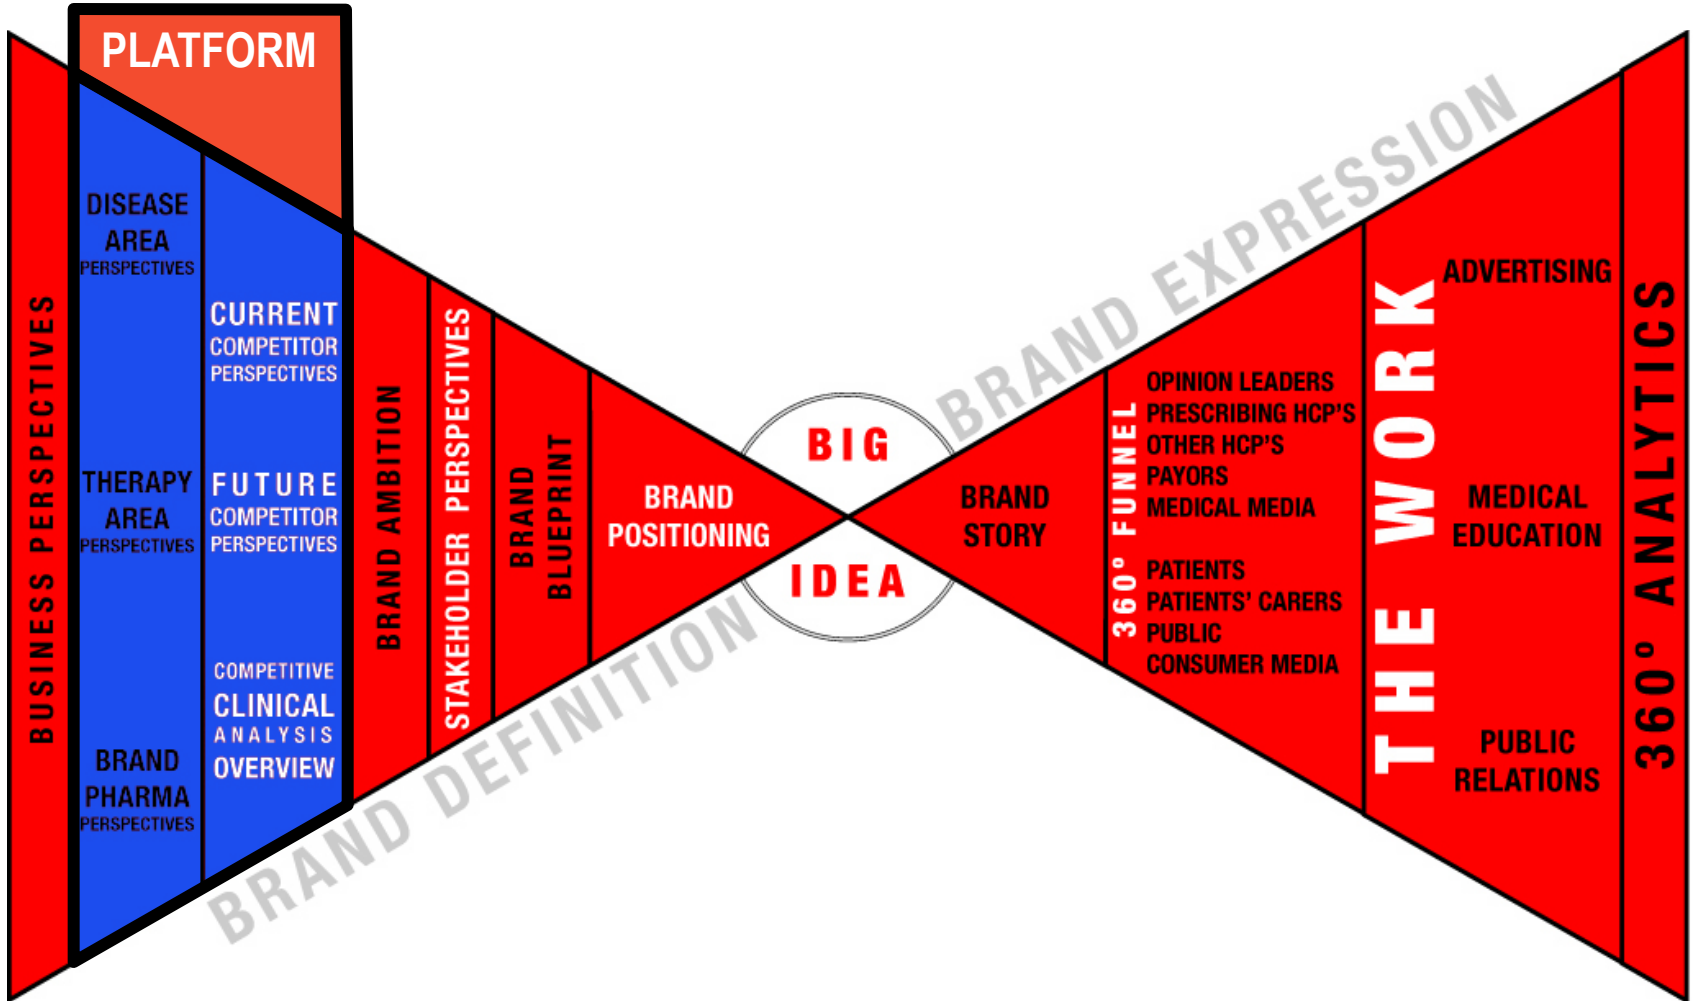 PLATFORM
BUSINESS PERSPECTIVES
DISEASE
AREA
PERSPECTIVES
THERAPY
AREA
PERSPECTIVES
BRAND
PHARMA
PERSPECTIVES
CURRENT
COMPETITOR
PERSPECTIVES
FUTURE
COMPETITOR
PERSPECTIVES
COMPETITIVE
CLINICAL
ANALYSIS
OVERVIEW
BRAND AMBITION
STAKEHOLDER PERSPECTIVES
BRAND
BLUEPRINT
BRAND
POSITIONING
BRAND DEFINITION
BIG
IDEA
BRAND EXPRESSION
BRAND
STORY
360° FUNNEL
OPINION LEADERS
PRESCRIBING HCP'S
OTHER HCP'S
PAYORS
MEDICAL MEDIA
PATIENTS
PATIENTS' CARERS
PUBLIC
CONSUMER MEDIA
THE WORK
ADVERTISING
MEDICAL
EDUCATION
PUBLIC
RELATIONS
360° ANALYTICS